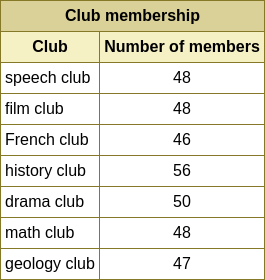 Club membership
Club Number of members
speech club 48
film club 48
French club 46
history club 56
drama club 50
math club 48
geology club 47